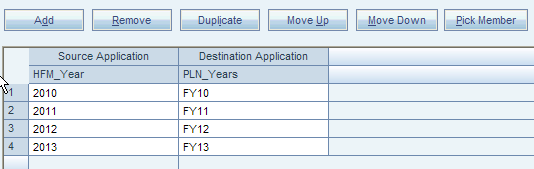 Add Remove Duplicate Move Up Move Down Pick Member
Source Application Destination Application
HFM_Year PLN_Years
1 2010 FY10
2 2011 FY11
3 2012 FY12
4 2013 FY13